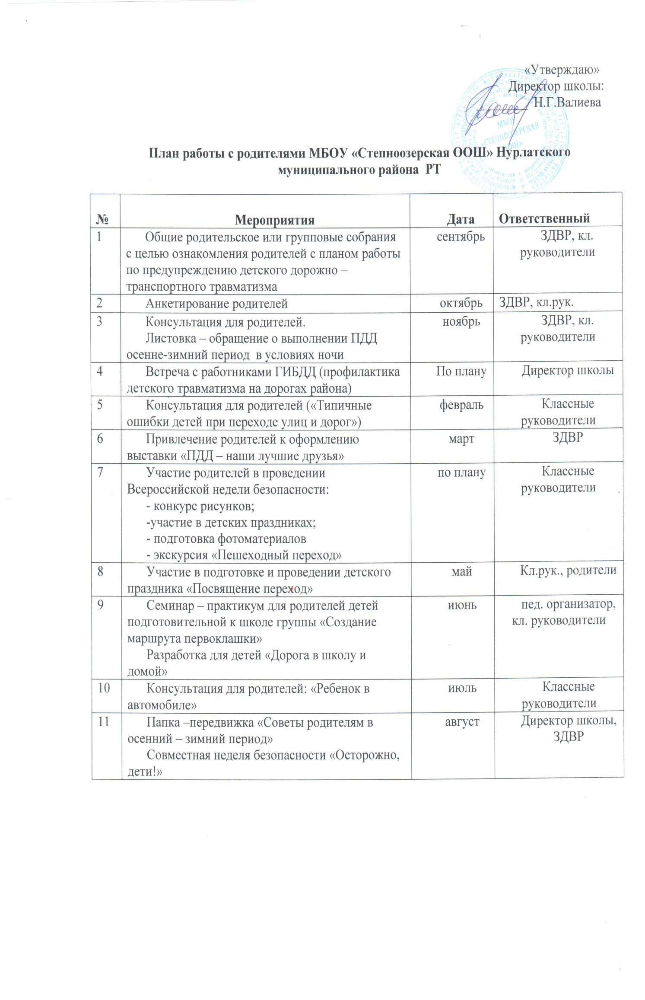 «Утверждаю»
Директор школы:
Н.Г.Валиева
МБОУ
«СТЕПНООЗЕРСКАЯ
ООШ»
План работы с родителями МБОУ «Степноозерская ООШ» Нурлатского
муниципального района РТ
№ Мероприятия Дата Ответственный
1 Общие родительское или групповые собрания сентябрь ЗДВР, кл.
с целью ознакомления родителей с планом работы руководители
по предупреждению детского дорожно –
транспортного травматизма
2 Анкетирование родителей октябрь ЗДВР, кл.рук.
3 Консультация для родителей. ноябрь ЗДВР, кл.
Листовка – обращение о выполнении ПДД руководители
осенне-зимний период в условиях ночи
4 Встреча с работниками ГИБДД (профилактика По плану Директор школы
детского травматизма на дорогах района)
5 Консультация для родителей («Типичные февраль Классные
ошибки детей при переходе улиц и дорог») руководители
6 Привлечение родителей к оформлению март ЗДВР
выставки «ПДД – наши лучшие друзья»
7 Участие родителей в проведении по плану Классные
Всероссийской недели безопасности: руководители
- конкурс рисунков;
-участие в детских праздниках;
- подготовка фотоматериалов
- экскурсия «Пешеходный переход»
8 Участие в подготовке и проведении детского май Кл.рук., родители
праздника «Посвящение переход»
9 Семинар – практикум для родителей детей июнь пед. организатор,
подготовительной к школе группы «Создание кл. руководители
маршрута первоклашки»
Разработка для детей «Дорога в школу и
домой»
10 Консультация для родителей: «Ребенок в июль Классные
автомобиле» руководители
11 Папка –передвижка «Советы родителям в август Директор школы,
осенний – зимний период» ЗДВР
Совместная неделя безопасности «Осторожно,
дети!»